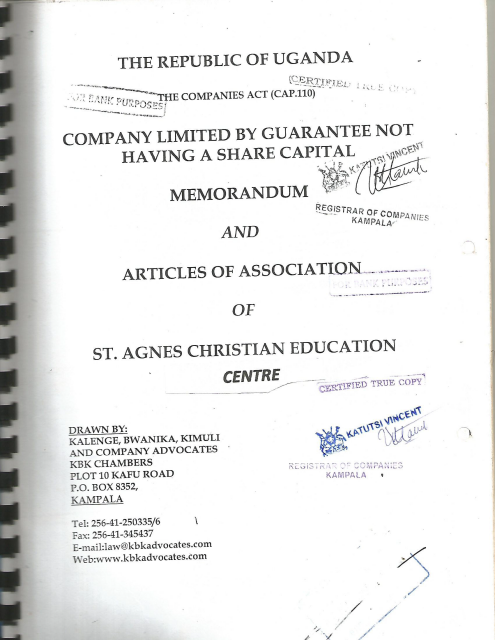 THE REPUBLIC OF UGANDA
CERTIFIED TRUE COPY
FOR BANK PURPOSES
THE COMPANIES ACT (CAP.110)
COMPANY LIMITED BY GUARANTEE NOT
HAVING A SHARE CAPITAL
KATUTSI VINCENT
MEMORANDUM
REGISTRAR OF COMPANIES
KAMPALA
AND
ARTICLES OF ASSOCIATION
FOR BANK PURPOSES
OF
ST. AGNES CHRISTIAN EDUCATION
CENTRE
CERTIFIED TRUE COPY
KATUTSI VINCENT
REGISTRAR OF COMPANIES
KAMPALA
DRAWN BY:
KALENGE, BWANIKA, KIMULI
AND COMPANY ADVOCATES
KBK CHAMBERS
PLOT 10 KAFU ROAD
P.O. BOX 8352,
KAMPALA
Tel: 256-41-250335/6
Fax: 256-41-345437
E-mail:law@kbkadvocates.com
Web:www.kbkadvocates.com